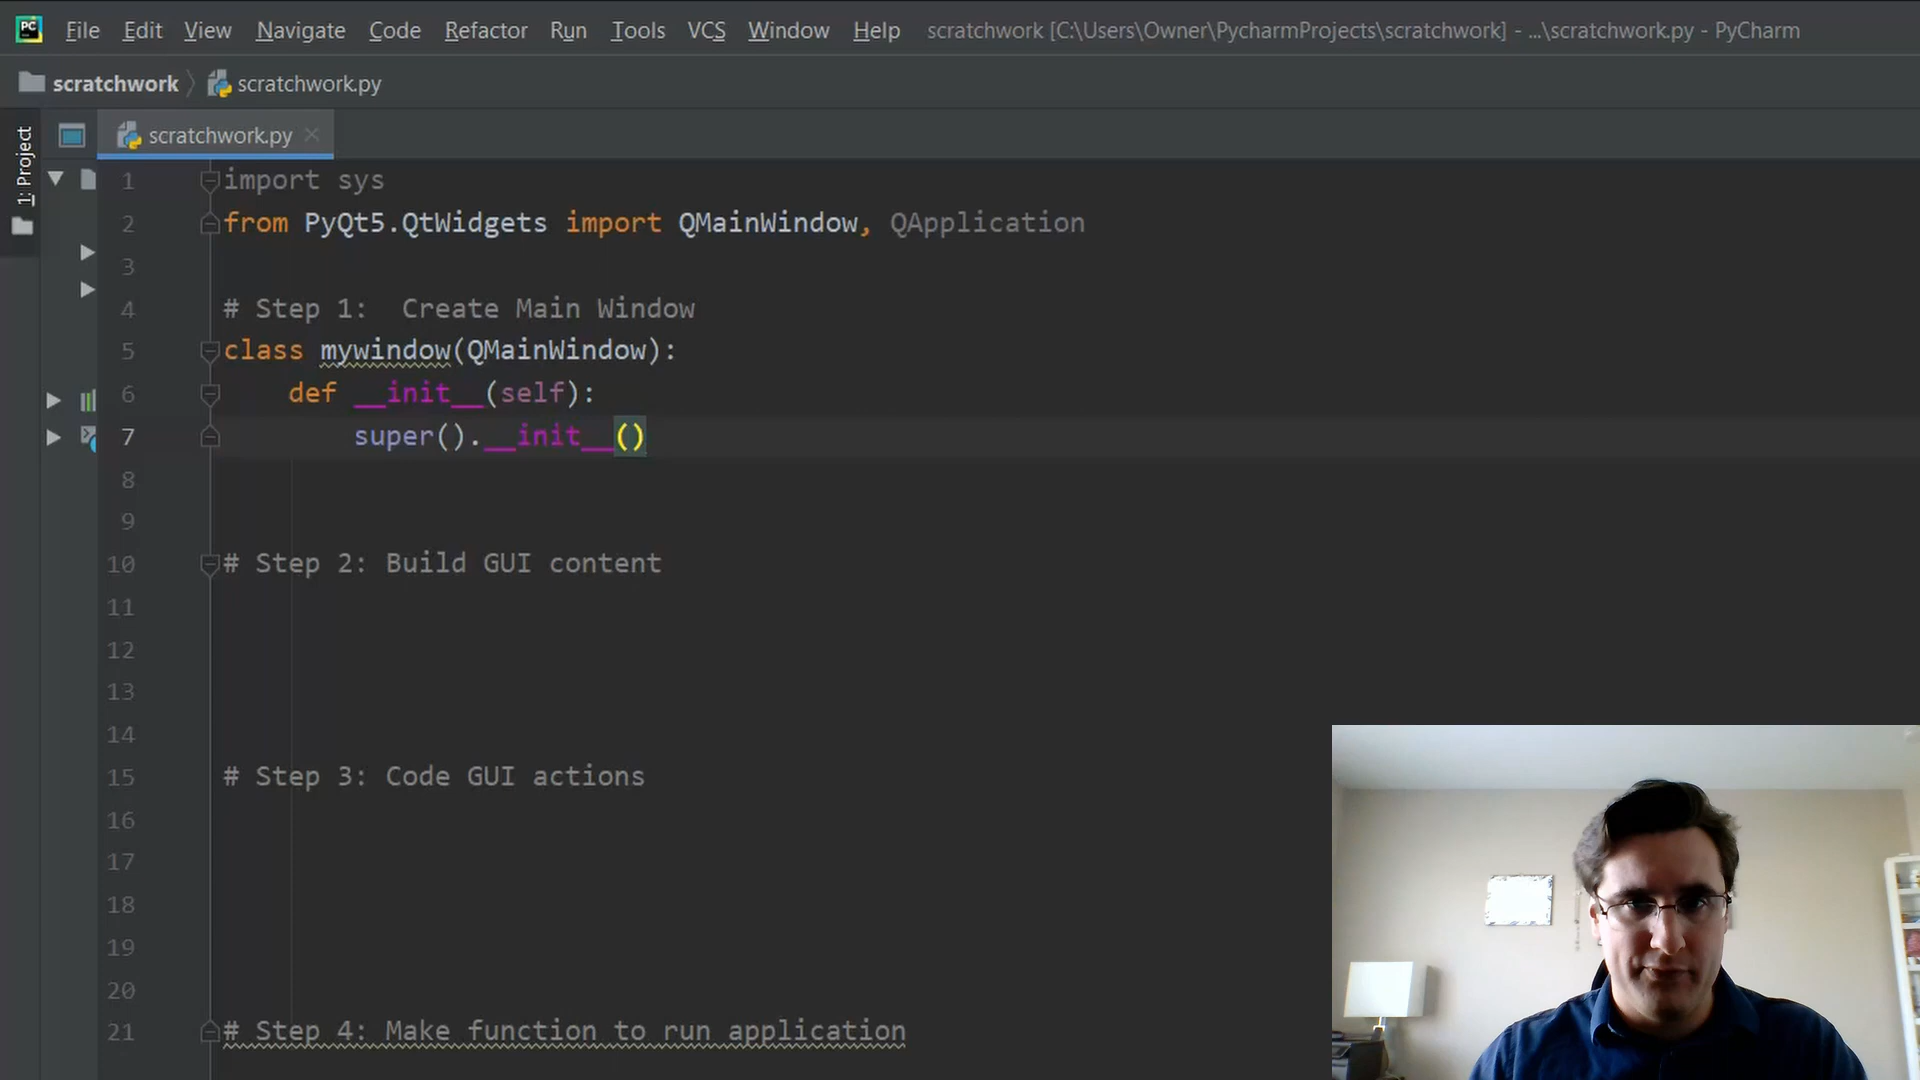 PC File Edit View Navigate Code Refactor Run Tools VCS Window Help scratchwork [C:\Users\Owner\PycharmProjects\scratchwork] - ...\scratchwork.py - PyCharm
scratchwork scratchwork.py
scratchwork.py
1: Project
1 import sys
2 from PyQt5.QtWidgets import QMainWindow, QApplication
3
4 # Step 1:  Create Main Window
5 class mywindow(QMainWindow):
6     def __init__(self):
7         super().__init__()
8
9
10 # Step 2: Build GUI content
11
12
13
14
15 # Step 3: Code GUI actions
16
17
18
19
20
21 # Step 4: Make function to run application